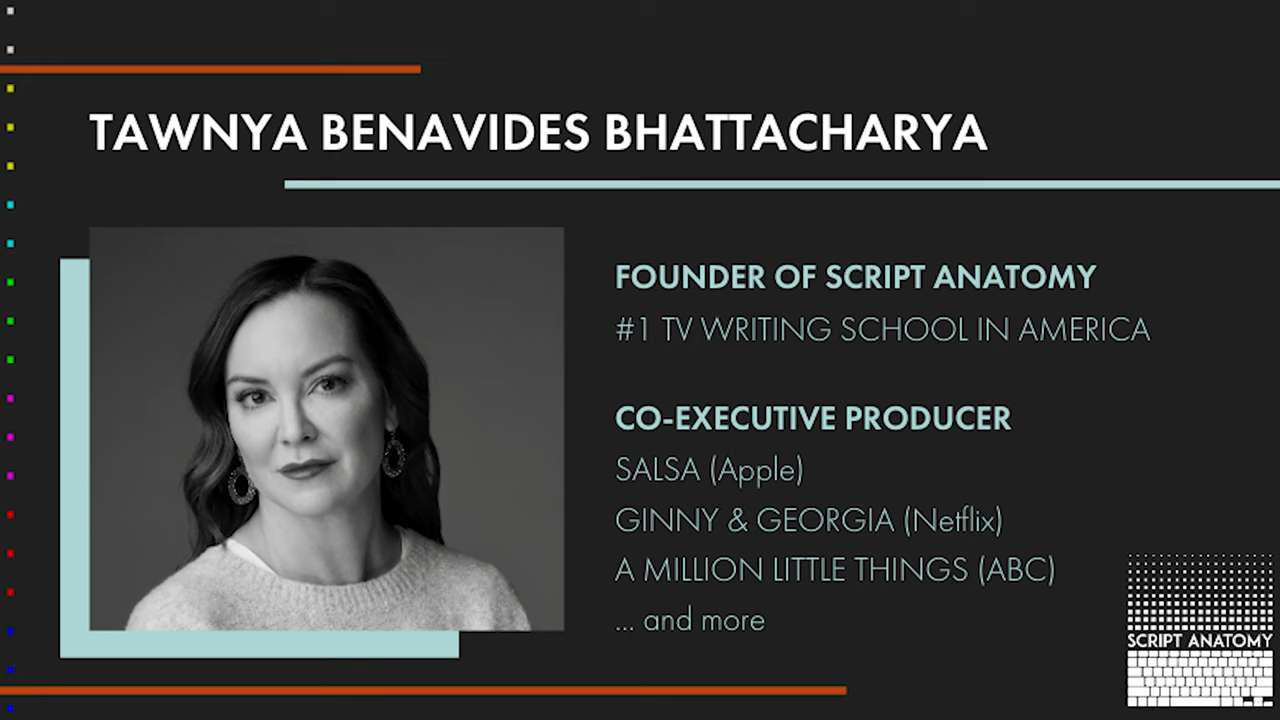 TAWNYA BENAVIDES BHATTACHARYA
FOUNDER OF SCRIPT ANATOMY
#1 TV WRITING SCHOOL IN AMERICA
CO-EXECUTIVE PRODUCER
SALSA (Apple)
GINNY & GEORGIA (Netflix)
A MILLION LITTLE THINGS (ABC)
... and more
SCRIPT ANATOMY